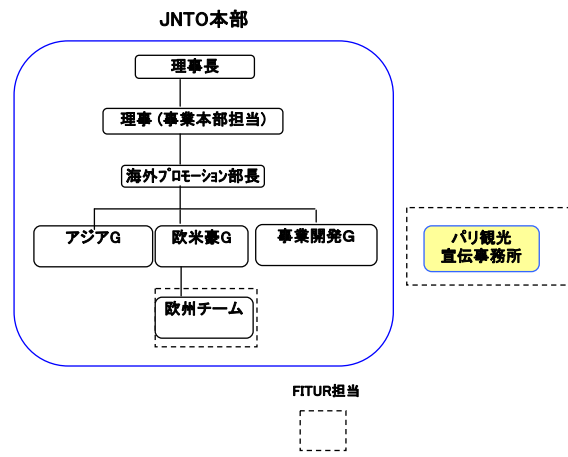 JNTO本部
理事長
理事（事業本部担当）
海外ﾌﾟﾛﾓｰｼｮﾝ部長
アジアG
欧米豪G
事業開発G
パリ観光
宣伝事務所
欧州チーム
FITUR担当